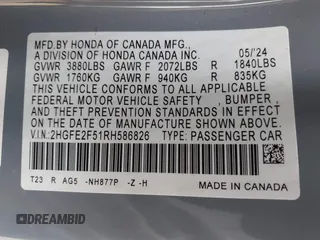 MFD.BY HONDA OF CANADA MFG.,
A DIVISION OF HONDA CANADA INC. 05/'24
GVWR 3880LBS GAWR F 2072LBS R 1840LBS
GVWR 1760KG GAWR F 940KG R 835KG
THIS VEHICLE CONFORMS TO ALL APPLICABLE
FEDERAL MOTOR VEHICLE SAFETY, BUMPER,
AND THEFT PREVENTION STANDARDS IN EFFECT
ON THE DATE OF MANUFACTURE SHOWN ABOVE.
V.I.N:2HGFE2F51RH586826 TYPE: PASSENGER CAR
T23 R AG5 -NH877P -Z -H
MADE IN CANADA
DREAMBID